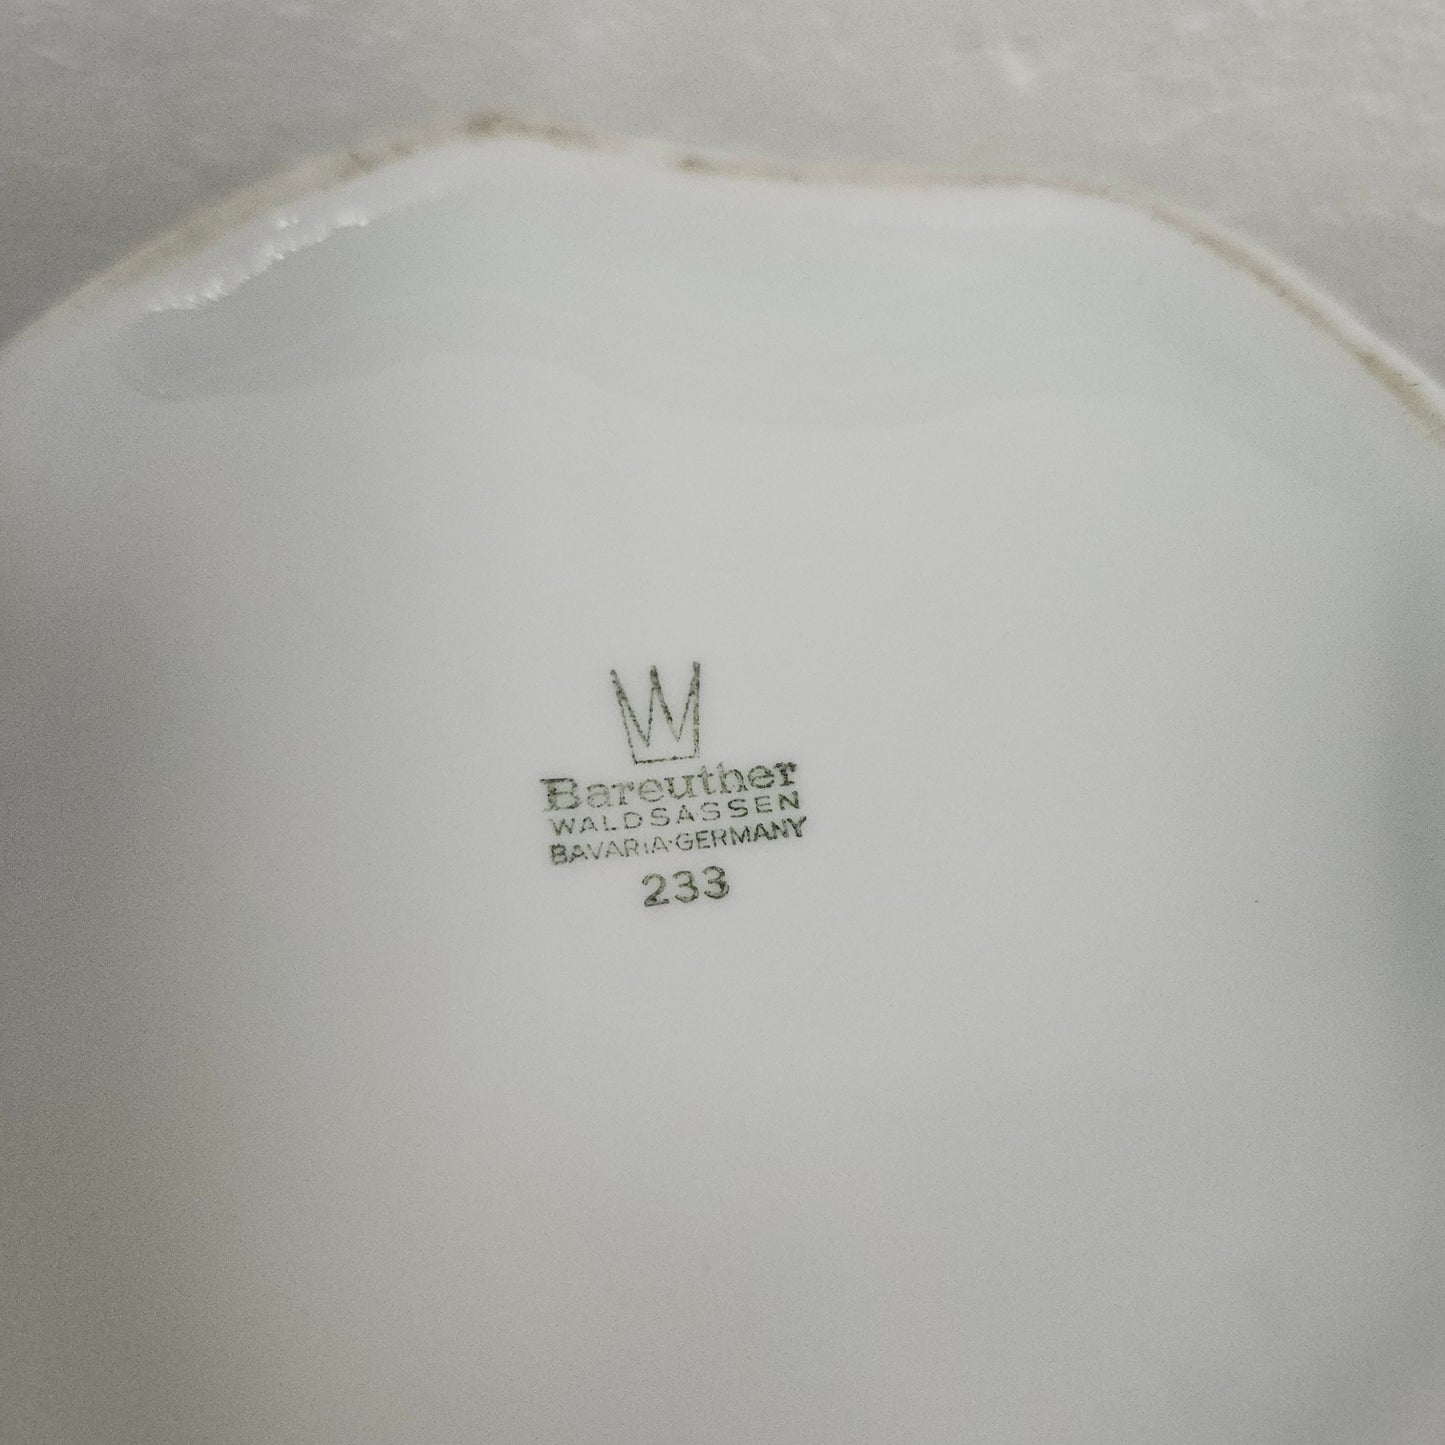 W
Bareuther
WALDSASSEN
BAVARIA·GERMANY
233